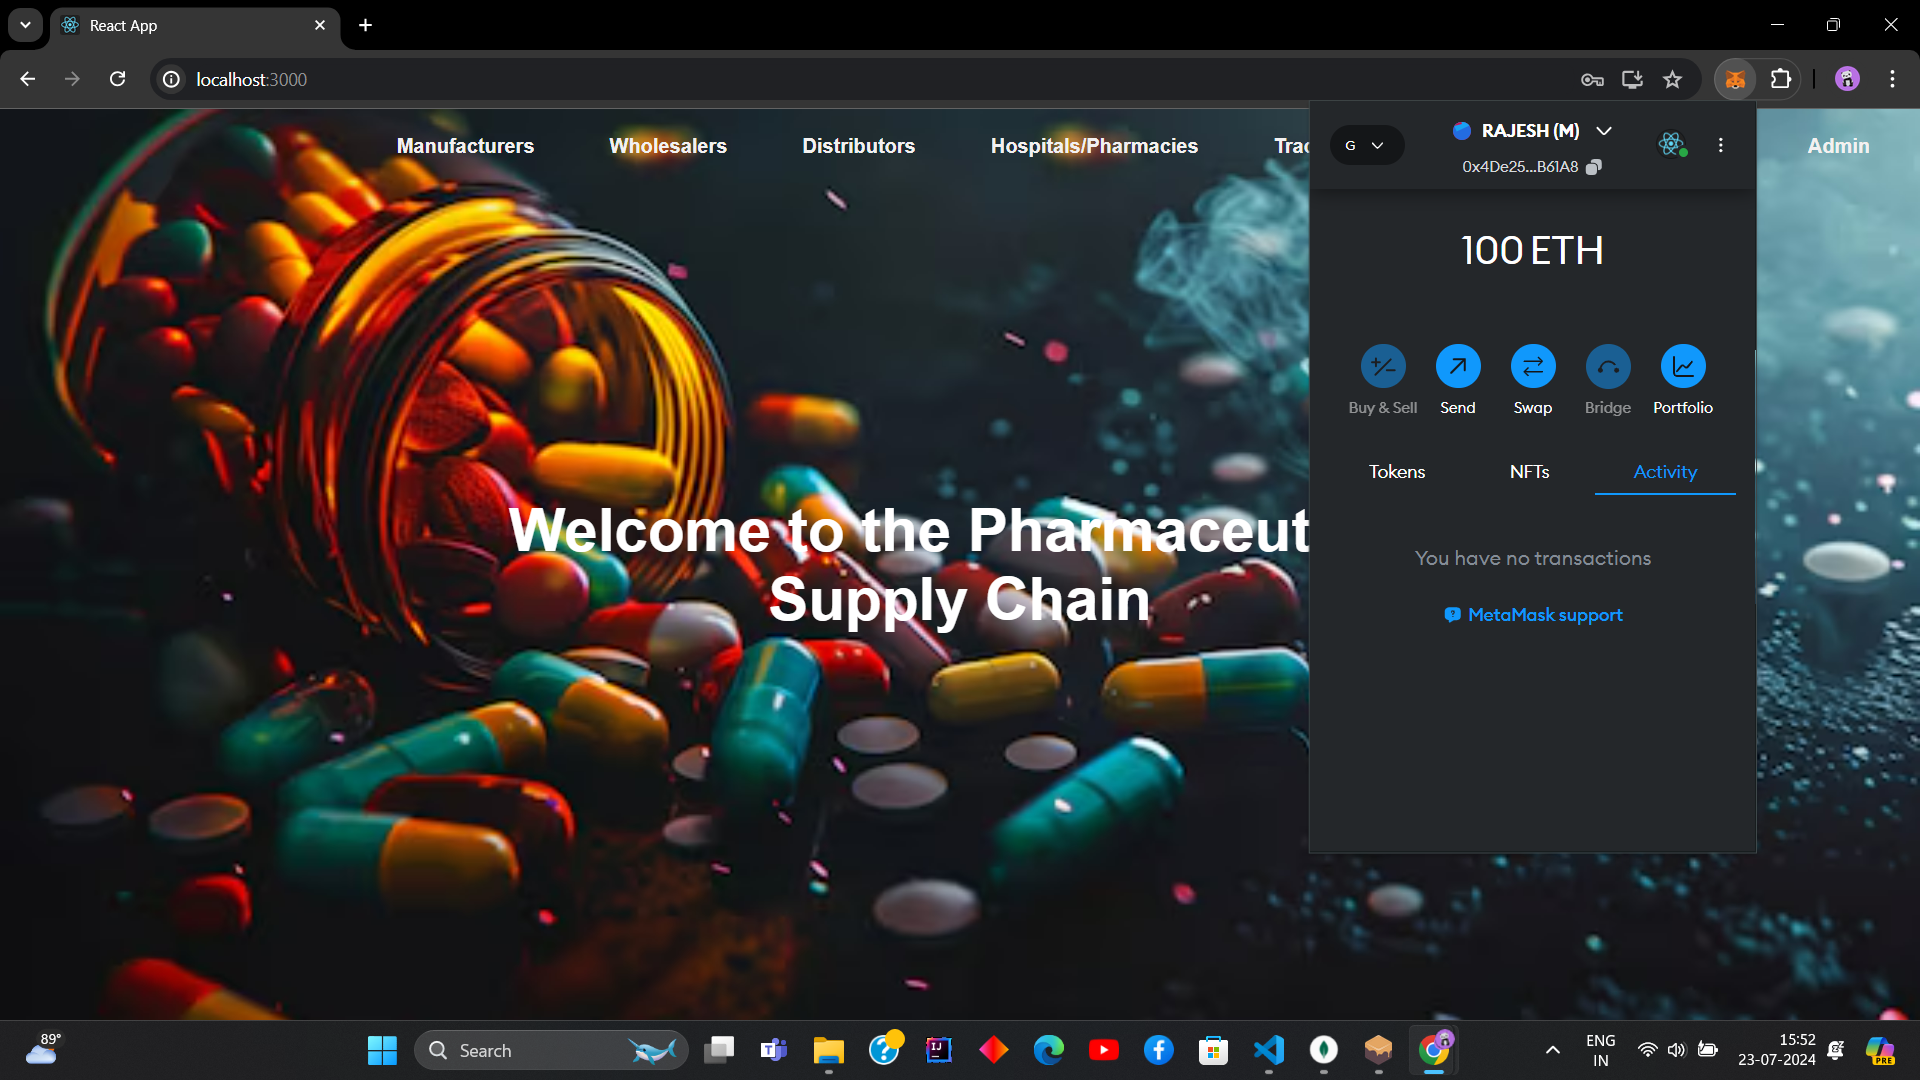 React App
localhost:3000
Manufacturers Wholesalers Distributors Hospitals/Pharmacies Trac Admin
G
RAJESH (M)
0x4De25...B61A8
100 ETH
Buy & Sell Send Swap Bridge Portfolio
Tokens NFTs Activity
You have no transactions
MetaMask support
Welcome to the Pharmaceut
Supply Chain
89°
Search
ENG
IN
15:52
23-07-2024
PRE